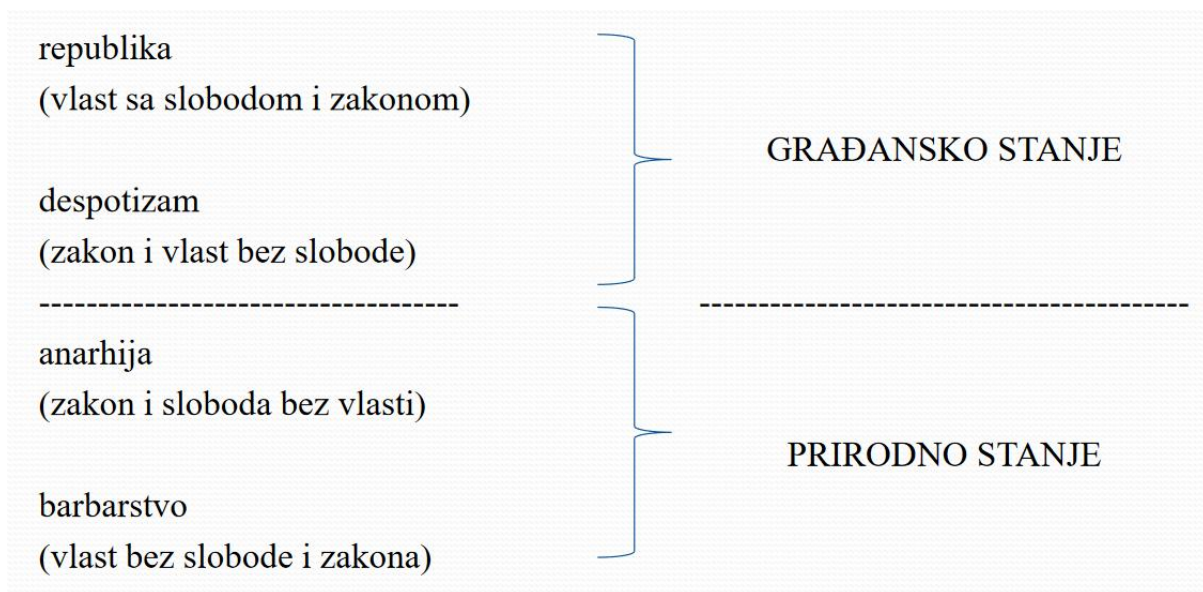 republika
(vlast sa slobodom i zakonom)
GRAĐANSKO STANJE
despotizam
(zakon i vlast bez slobode)
----------------------------------- -----------------------------------------
anarhija
(zakon i sloboda bez vlasti)
PRIRODNO STANJE
barbarstvo
(vlast bez slobode i zakona)